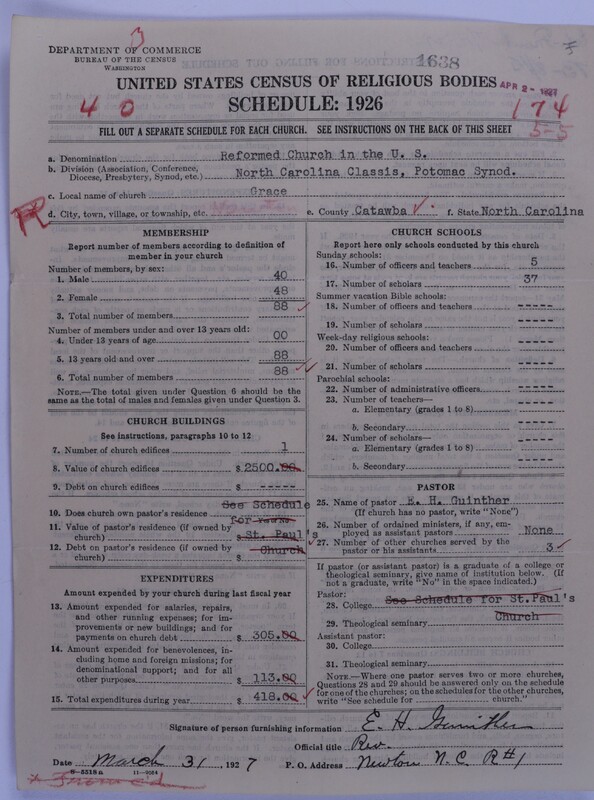 3
DEPARTMENT OF COMMERCE
BUREAU OF THE CENSUS
WASHINGTON
1638
UNITED STATES CENSUS OF RELIGIOUS BODIES
APR 2 - 1927
4 0
SCHEDULE: 1926
174
5-5
FILL OUT A SEPARATE SCHEDULE FOR EACH CHURCH. SEE INSTRUCTIONS ON THE BACK OF THIS SHEET
a. Denomination Reformed Church in the U. S.
b. Division (Association, Conference, Diocese, Presbytery, Synod, etc.) North Carolina Classis, Potomac Synod.
c. Local name of church Grace
d. City, town, village, or township, etc. e. County Catawba f. State North Carolina
MEMBERSHIP
Report number of members according to definition of
member in your church
Number of members, by sex:
1. Male 40
2. Female 48
3. Total number of members 88
Number of members under and over 13 years old:
4. Under 13 years of age 00
5. 13 years old and over 88
6. Total number of members 88
NOTE.—The total given under Question 6 should be the
same as the total of males and females given under Question 3.
CHURCH BUILDINGS
See instructions, paragraphs 10 to 12
7. Number of church edifices 1
8. Value of church edifices $ 2500.00
9. Debt on church edifices $ -----
10. Does church own pastor's residence See Schedule
for
11. Value of pastor's residence (if owned by
church) $ St. Paul's
12. Debt on pastor's residence (if owned by
church) $ Church
EXPENDITURES
Amount expended by your church during last fiscal year
13. Amount expended for salaries, repairs,
and other running expenses; for im-
provements or new buildings; and for
payments on church debt $ 305.00
14. Amount expended for benevolences, in-
cluding home and foreign missions; for
denominational support; and for all
other purposes $ 113.00
15. Total expenditures during year $ 418.00
CHURCH SCHOOLS
Report here only schools conducted by this church
Sunday schools:
16. Number of officers and teachers 5
17. Number of scholars 37
Summer vacation Bible schools:
18. Number of officers and teachers -----
19. Number of scholars ----
Week-day religious schools:
20. Number of officers and teachers ----
21. Number of scholars ----
Parochial schools:
22. Number of administrative officers -----
23. Number of teachers—
a. Elementary (grades 1 to 8) -----
b. Secondary ----
24. Number of scholars—
a. Elementary (grades 1 to 8) -----
b. Secondary -----
PASTOR
25. Name of pastor E. H. Guinther
(If church has no pastor, write "None")
26. Number of ordained ministers, if any, em-
ployed as assistant pastors None
27. Number of other churches served by the
pastor or his assistants 3
If pastor (or assistant pastor) is a graduate of a college or
theological seminary, give name of institution below. (If
not a graduate, write "No" in the space indicated.)
Pastor:
28. College See Schedule for St.Paul's
29. Theological seminary Church
Assistant pastor:
30. College
31. Theological seminary
NOTE.—Where one pastor serves two or more churches,
Questions 28 and 29 should be answered only on the schedule
for one of the churches; on the schedules for the other churches,
write "See schedule for church."
Signature of person furnishing information E. H. Guinther
Official title Rev.
Date March 31, 1927 P. O. Address Newton N. C. R#1
8-5518a 11-9034